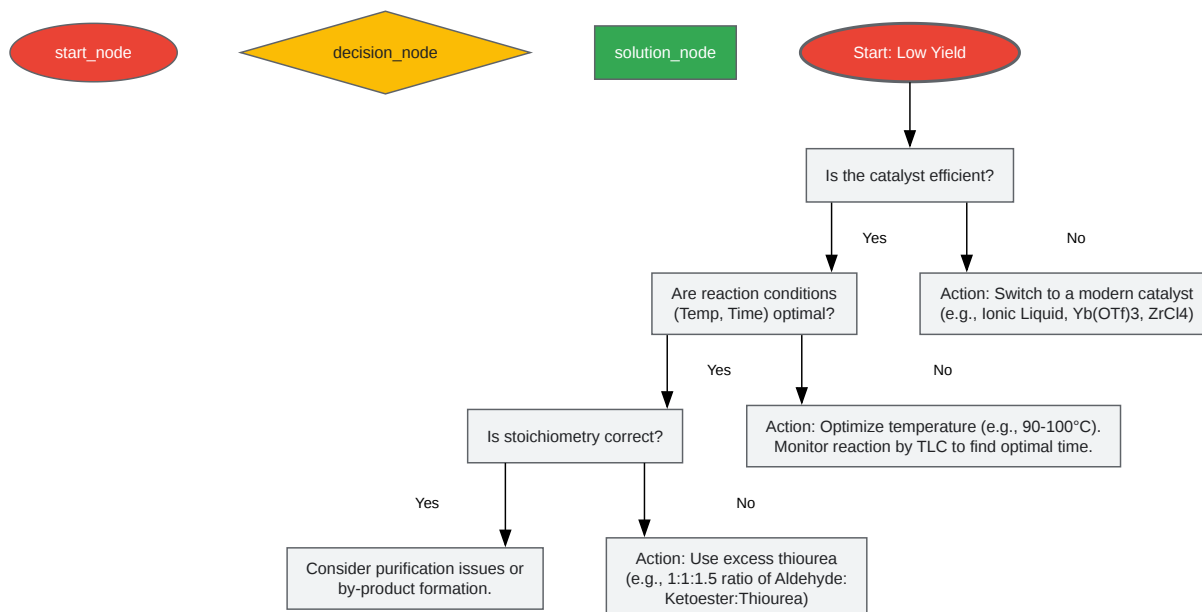 start_node
decision_node
solution_node
Start: Low Yield
Is the catalyst efficient?
Yes
No
Are reaction conditions
(Temp, Time) optimal?
Action: Switch to a modern catalyst
(e.g., Ionic Liquid, Yb(OTf)3, ZrCl4)
Yes
No
Is stoichiometry correct?
Action: Optimize temperature (e.g., 90-100°C).
Monitor reaction by TLC to find optimal time.
Yes
No
Consider purification issues or
by-product formation.
Action: Use excess thiourea
(e.g., 1:1:1.5 ratio of Aldehyde:
Ketoester:Thiourea)